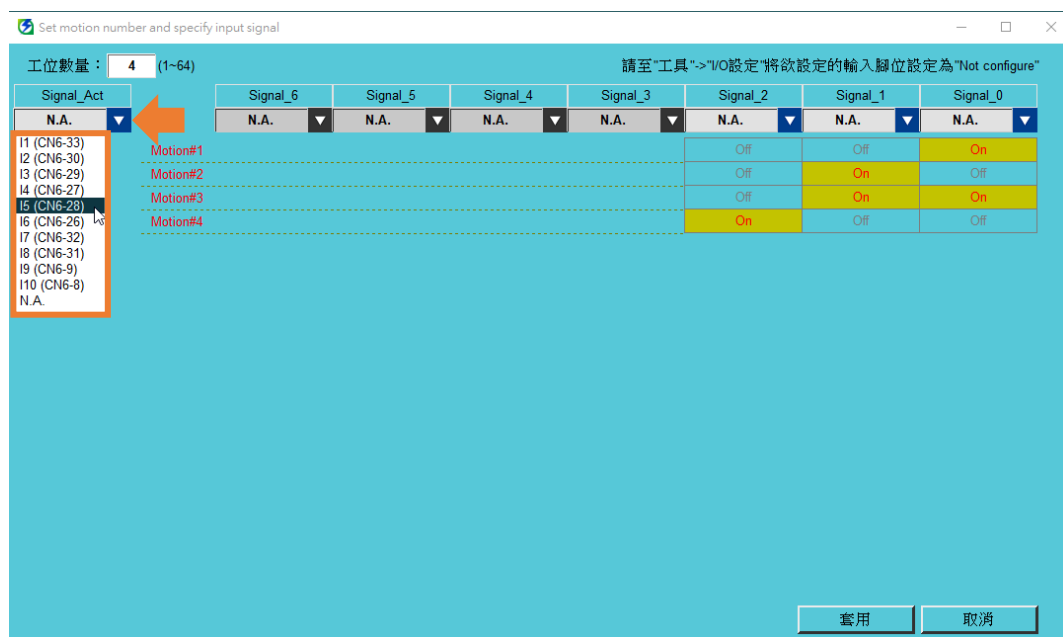 Set motion number and specify input signal
工位數量： 4 (1~64) 請至"工具"->"I/O設定"將欲設定的輸入腳位設定為"Not configure"
Signal_Act Signal_6 Signal_5 Signal_4 Signal_3 Signal_2 Signal_1 Signal_0
N.A. N.A. N.A. N.A. N.A. N.A. N.A. N.A.
I1 (CN6-33)
I2 (CN6-30)
I3 (CN6-29)
I4 (CN6-27)
I5 (CN6-28)
I6 (CN6-26)
I7 (CN6-32)
I8 (CN6-31)
I9 (CN6-9)
I10 (CN6-8)
N.A.
Motion#1 Off Off On
Motion#2 Off On Off
Motion#3 Off On On
Motion#4 On Off Off
套用 取消